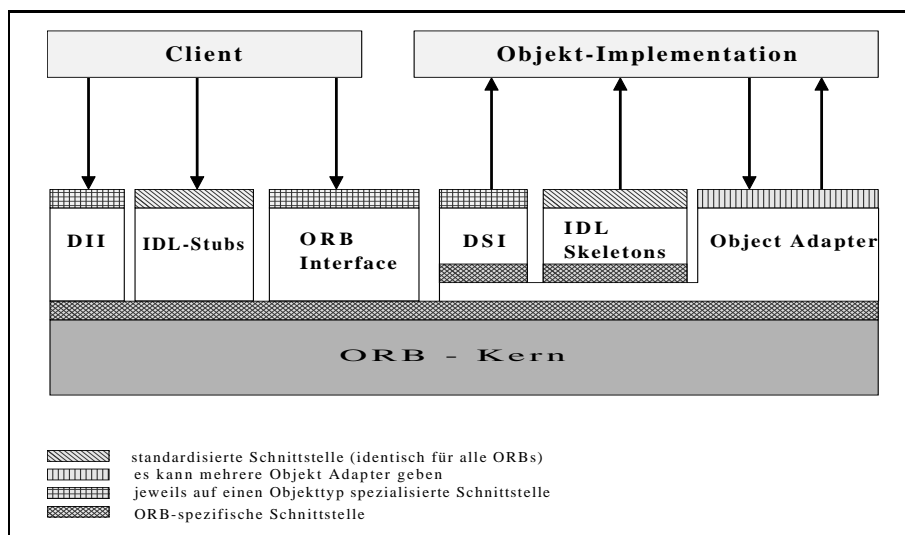 Client
Objekt-Implementation
DII
IDL-Stubs
ORB
Interface
DSI
IDL
Skeletons
Object Adapter
ORB - Kern
standardisierte Schnittstelle (identisch für alle ORBs)
es kann mehrere Objekt Adapter geben
jeweils auf einen Objekttyp spezialisierte Schnittstelle
ORB-spezifische Schnittstelle